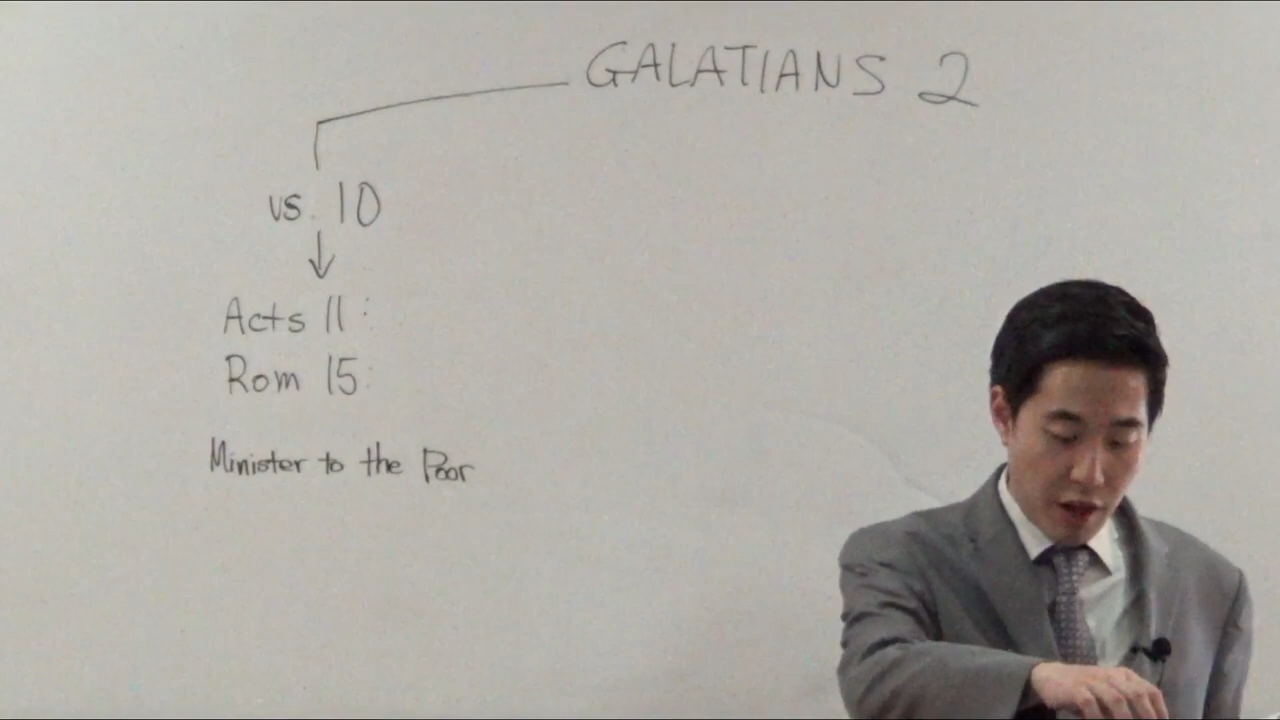 GALATIANS 2
vs. 10
Acts 11:
Rom 15
Minister to the Poor